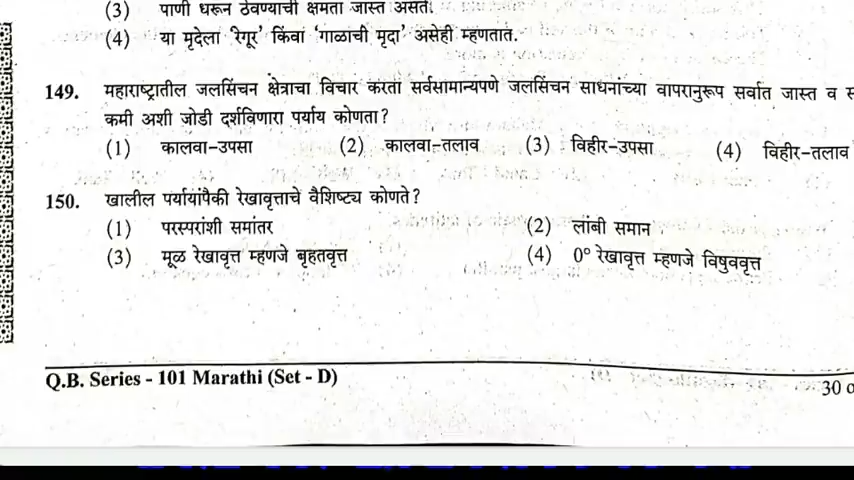 (3) पाणी धरून ठेवण्याची क्षमता जास्त असते.
(4) या मृदेला 'रेगूर' किंवा 'गाळाची मृदा' असेही म्हणतात.
149. महाराष्ट्रातील जलसिंचन क्षेत्राचा विचार करता सर्वसामान्यपणे जलसिंचन साधनांच्या वापरानुरूप सर्वात जास्त व
कमी अशी जोडी दर्शविणारा पर्याय कोणता?
(1) कालवा-उपसा (2) कालवा-तलाव (3) विहीर-उपसा (4) विहीर-तलाव
150. खालील पर्यायांपैकी रेखावृत्ताचे वैशिष्ट्य कोणते?
(1) परस्परांशी समांतर (2) लांबी समान
(3) मूळ रेखावृत्त म्हणजे बृहतवृत्त (4) 0° रेखावृत्त म्हणजे विषुववृत्त
Q.B. Series - 101 Marathi (Set - D)
30